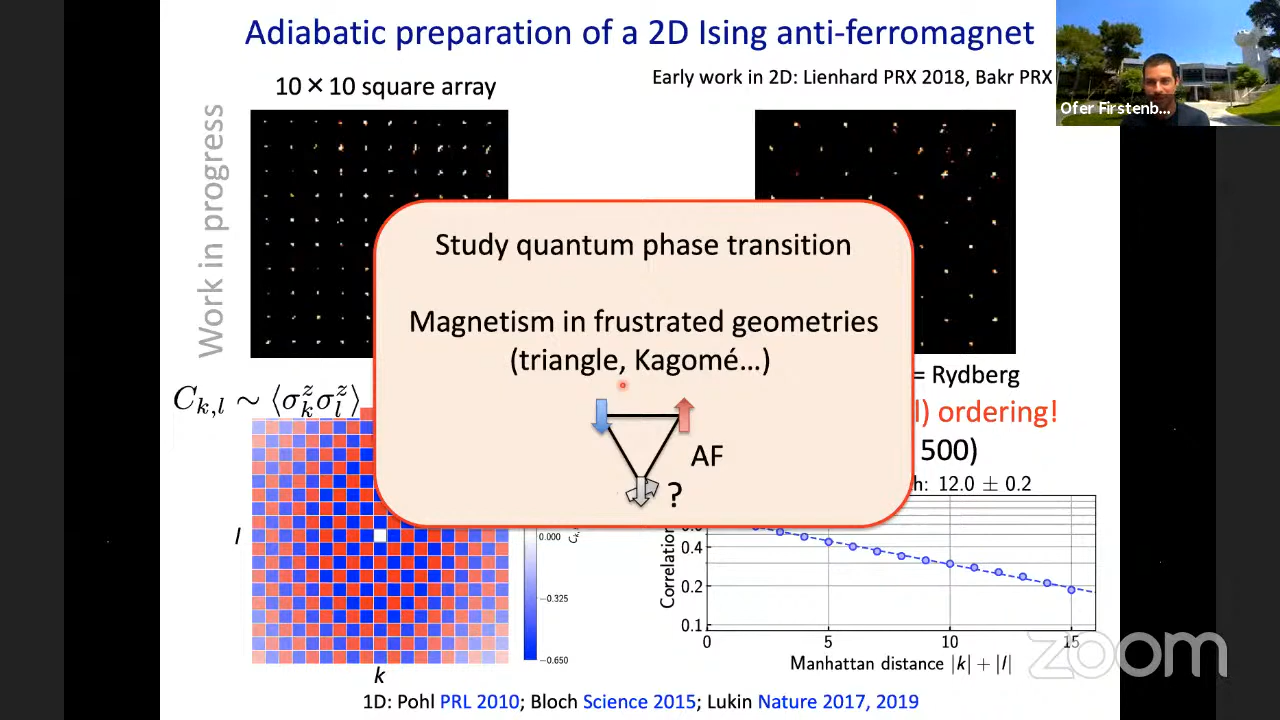 Adiabatic preparation of a 2D Ising anti-ferromagnet
Early work in 2D: Lienhard PRX 2018, Bakr PRX
10 × 10 square array
Ofer Firstenb...
Work in progress
Study quantum phase transition
Magnetism in frustrated geometries
(triangle, Kagomé…)
AF
?
= Rydberg
l) ordering!
500)
h: 12.0 ± 0.2
C_{k,l} ∼ ⟨σ_k^z σ_l^z⟩
l
k
0.000
−0.325
−0.650
Correlation
0.4
0.2
0.1
0
5
10
15
Manhattan distance |k| + |l|
zoom
1D: Pohl PRL 2010; Bloch Science 2015; Lukin Nature 2017, 2019